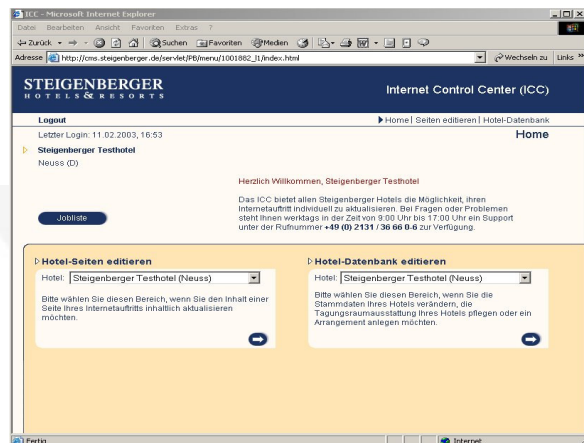 ICC - Microsoft Internet Explorer
Datei Bearbeiten Ansicht Favoriten Extras ?
Zurück Suchen Favoriten Medien
Adresse http://cms.steigenberger.de/servlet/PB/menu/1001882_l1/index.html Wechseln zu Links »
STEIGENBERGER
HOTELS & RESORTS
Internet Control Center (ICC)
Logout
Home | Seiten editieren | Hotel-Datenbank
Letzter Login: 11.02.2003, 16:53
Home
Steigenberger Testhotel
Neuss (D)
Herzlich Willkommen, Steigenberger Testhotel
Das ICC bietet allen Steigenberger Hotels die Möglichkeit, ihren
Internetauftritt individuell zu aktualisieren. Bei Fragen oder Problemen
steht Ihnen werktags in der Zeit von 9:00 Uhr bis 17:00 Uhr ein Support
unter der Rufnummer +49 (0) 2131 / 36 66 0-6 zur Verfügung.
Jobliste
Hotel-Seiten editieren
Hotel: Steigenberger Testhotel (Neuss)
Bitte wählen Sie diesen Bereich, wenn Sie den Inhalt einer
Seite Ihres Internetauftritts inhaltlich aktualisieren
möchten.
Hotel-Datenbank editieren
Hotel: Steigenberger Testhotel (Neuss)
Bitte wählen Sie diesen Bereich, wenn Sie die
Stammdaten Ihres Hotels verändern, die
Tagungsraumausstattung Ihres Hotels pflegen oder ein
Arrangement anlegen möchten.
Fertig
Internet